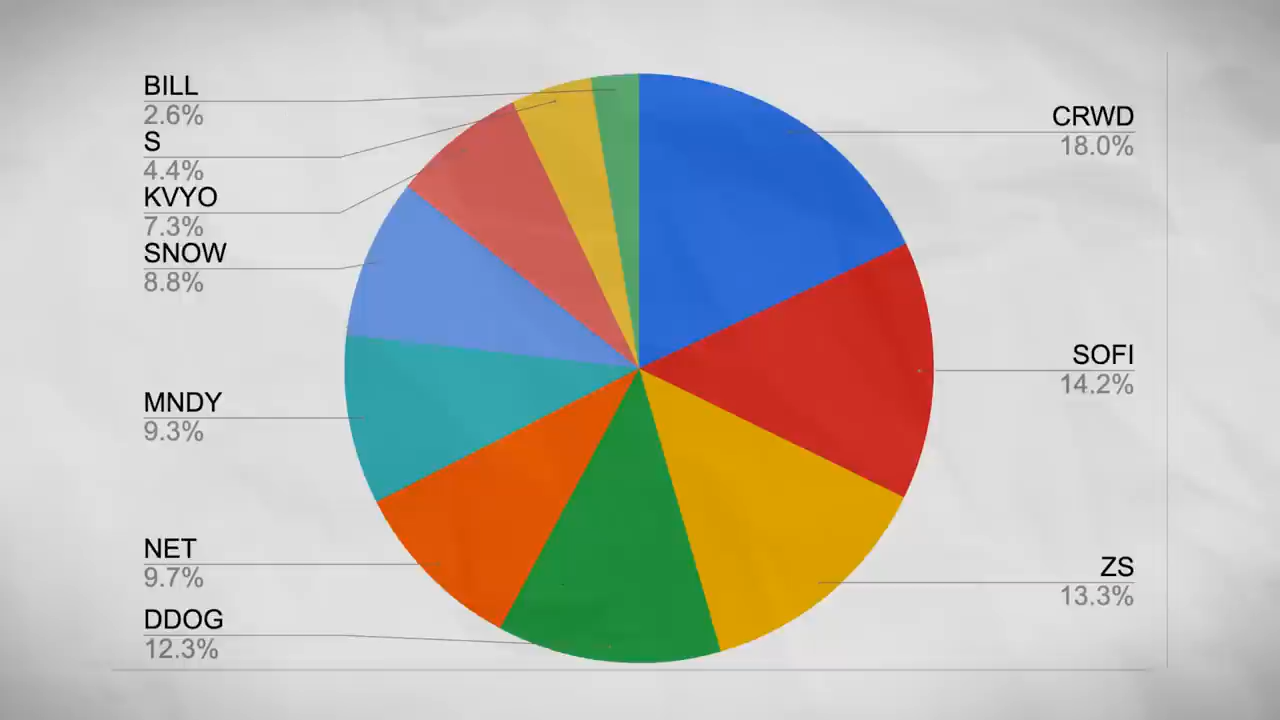 BILL
2.6%
S
4.4%
KVYO
7.3%
SNOW
8.8%
MNDY
9.3%
NET
9.7%
DDOG
12.3%
CRWD
18.0%
SOFI
14.2%
ZS
13.3%